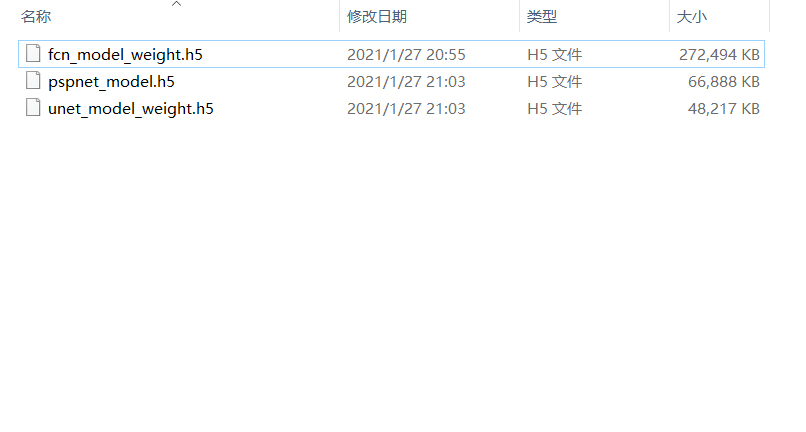 名称 修改日期 类型 大小
fcn_model_weight.h5 2021/1/27 20:55 H5 文件 272,494 KB
pspnet_model.h5 2021/1/27 21:03 H5 文件 66,888 KB
unet_model_weight.h5 2021/1/27 21:03 H5 文件 48,217 KB